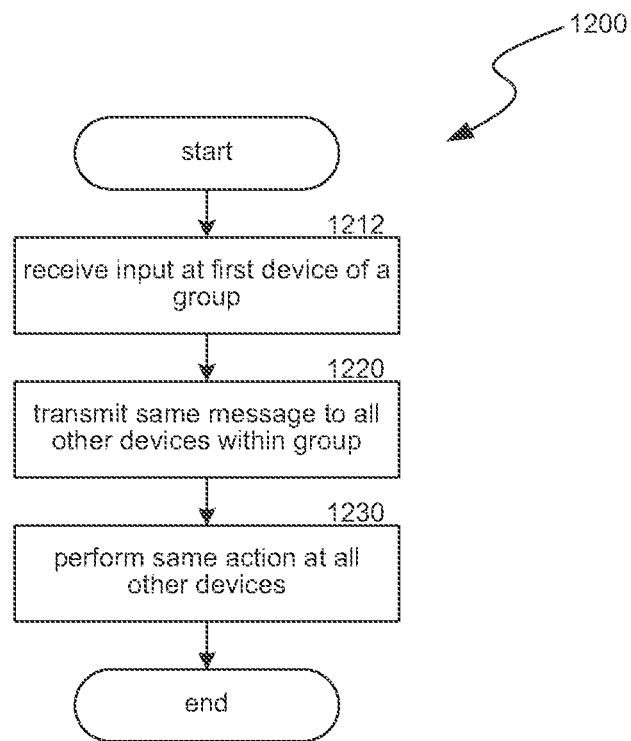 1200
start
1212
receive input at first device of a
group
1220
transmit same message to all
other devices within group
1230
perform same action at all
other devices
end